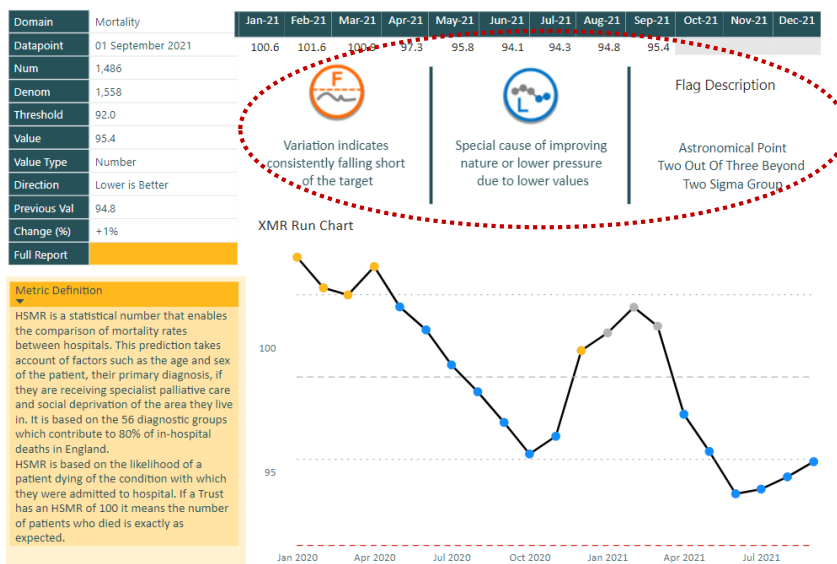 Domain Mortality
Datapoint 01 September 2021
Num 1,486
Denom 1,558
Threshold 92.0
Value 95.4
Value Type Number
Direction Lower is Better
Previous Val 94.8
Change (%) +1%
Full Report
Jan-21 Feb-21 Mar-21 Apr-21 May-21 Jun-21 Jul-21 Aug-21 Sep-21 Oct-21 Nov-21 Dec-21
100.6 101.6 100.9 97.3 95.8 94.1 94.3 94.8 95.4
F
Variation indicates
consistently falling short
of the target
L
Special cause of improving
nature or lower pressure
due to lower values
Flag Description
Astronomical Point
Two Out Of Three Beyond
Two Sigma Group
Metric Definition
HSMR is a statistical number that enables
the comparison of mortality rates
between hospitals. This prediction takes
account of factors such as the age and sex
of the patient, their primary diagnosis, if
they are receiving specialist palliative care
and social deprivation of the area they live
in. It is based on the 56 diagnostic groups
which contribute to 80% of in-hospital
deaths in England.
HSMR is based on the likelihood of a
patient dying of the condition with which
they were admitted to hospital. If a Trust
has an HSMR of 100 it means the number
of patients who died is exactly as
expected.
XMR Run Chart
100
95
Jan 2020 Apr 2020 Jul 2020 Oct 2020 Jan 2021 Apr 2021 Jul 2021